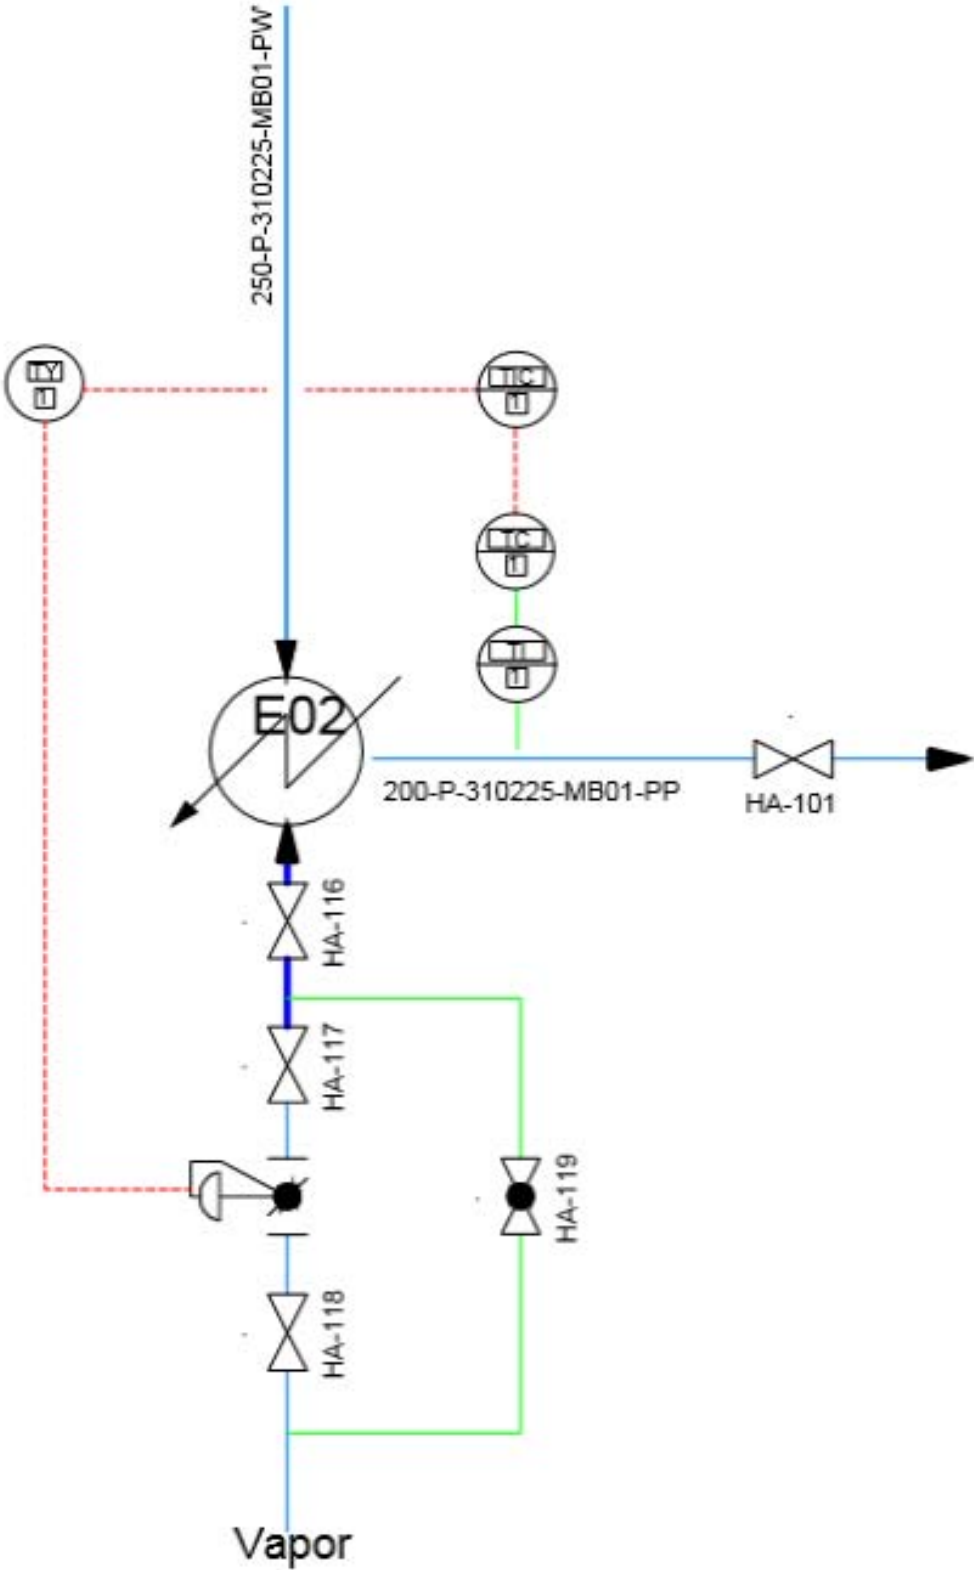 250-P-310225-MB01-PW
TY
1
TIC
1
TC
1
TI
1
E02
200-P-310225-MB01-PP
HA-101
HA-116
HA-117
HA-119
HA-118
Vapor